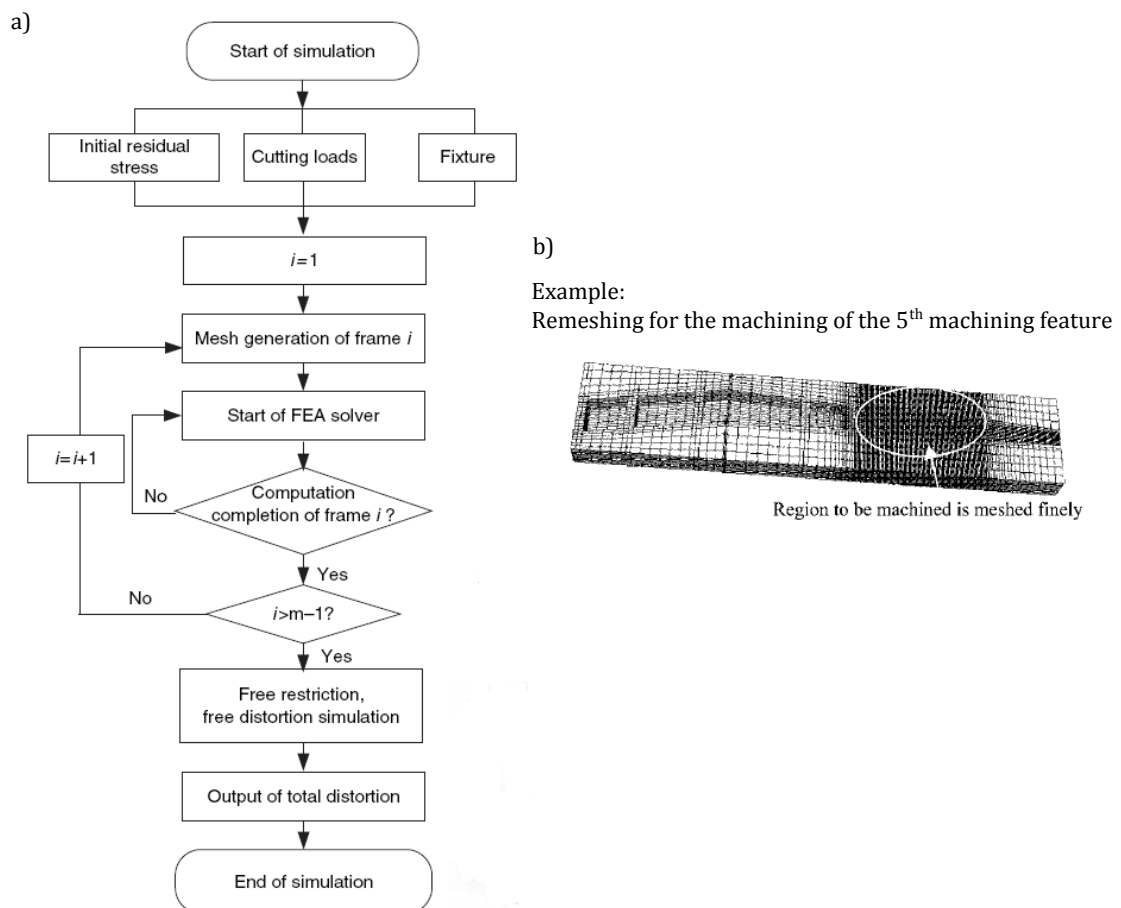 a)
Start of simulation
Initial residual
stress
Cutting loads
Fixture
i=1
Mesh generation of frame i
Start of FEA solver
i=i+1
No
Computation
completion of frame i ?
Yes
No
i>m–1?
Yes
Free restriction,
free distortion simulation
Output of total distortion
End of simulation
b)
Example:
Remeshing for the machining of the 5th machining feature
Region to be machined is meshed finely